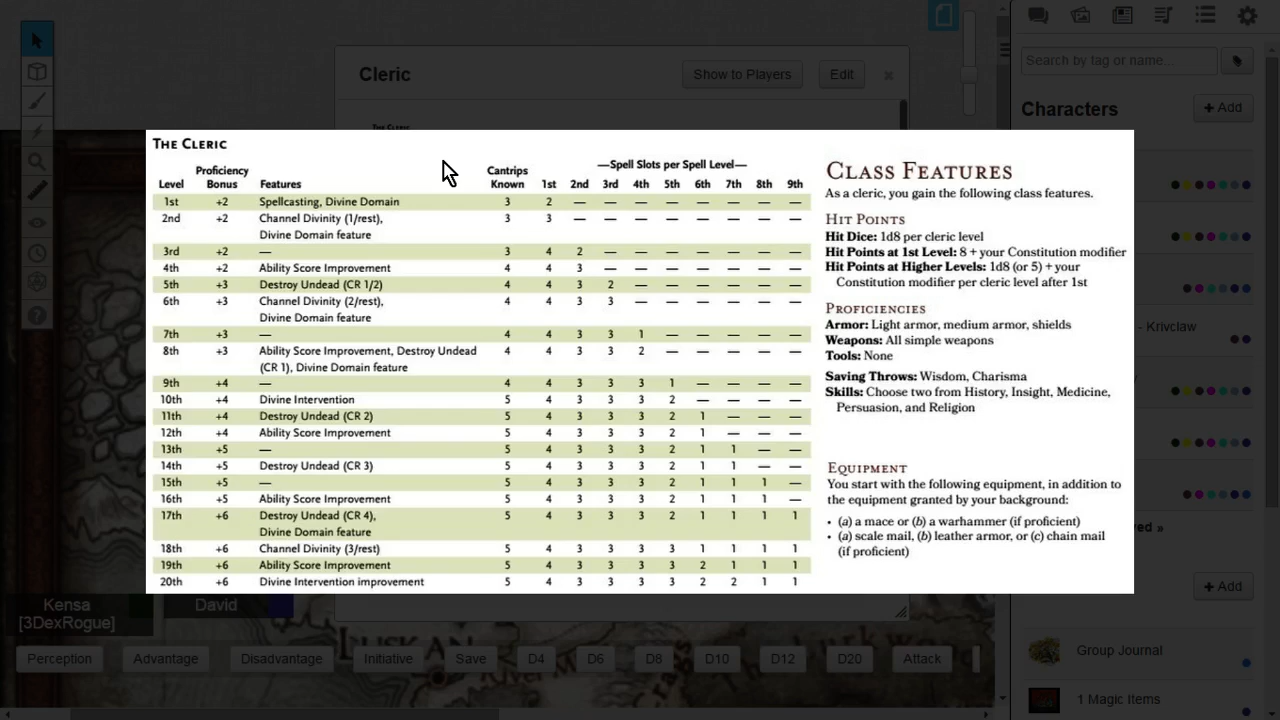 Cleric
Show to Players
Edit
Search by tag or name...
Characters
+ Add
THE CLERIC
—Spell Slots per Spell Level—
Proficiency Cantrips
Level Bonus Features Known 1st 2nd 3rd 4th 5th 6th 7th 8th 9th
1st +2 Spellcasting, Divine Domain 3 2 — — — — — — — —
2nd +2 Channel Divinity (1/rest), 3 3 — — — — — — — —
Divine Domain feature
3rd +2 — 3 4 2 — — — — — — —
4th +2 Ability Score Improvement 4 4 3 — — — — — — —
5th +3 Destroy Undead (CR 1/2) 4 4 3 2 — — — — — —
6th +3 Channel Divinity (2/rest), 4 4 3 3 — — — — — —
Divine Domain feature
7th +3 — 4 4 3 3 1 — — — — —
8th +3 Ability Score Improvement, Destroy Undead 4 4 3 3 2 — — — — —
(CR 1), Divine Domain feature
9th +4 — 4 4 3 3 3 1 — — — —
10th +4 Divine Intervention 5 4 3 3 3 2 — — — —
11th +4 Destroy Undead (CR 2) 5 4 3 3 3 2 1 — — —
12th +4 Ability Score Improvement 5 4 3 3 3 2 1 — — —
13th +5 — 5 4 3 3 3 2 1 1 — —
14th +5 Destroy Undead (CR 3) 5 4 3 3 3 2 1 1 — —
15th +5 — 5 4 3 3 3 2 1 1 1 —
16th +5 Ability Score Improvement 5 4 3 3 3 2 1 1 1 —
17th +6 Destroy Undead (CR 4), 5 4 3 3 3 2 1 1 1 1
Divine Domain feature
18th +6 Channel Divinity (3/rest) 5 4 3 3 3 3 1 1 1 1
19th +6 Ability Score Improvement 5 4 3 3 3 3 2 1 1 1
20th +6 Divine Intervention improvement 5 4 3 3 3 3 2 2 1 1
CLASS FEATURES
As a cleric, you gain the following class features.
HIT POINTS
Hit Dice: 1d8 per cleric level
Hit Points at 1st Level: 8 + your Constitution modifier
Hit Points at Higher Levels: 1d8 (or 5) + your
Constitution modifier per cleric level after 1st
PROFICIENCIES
Armor: Light armor, medium armor, shields
Weapons: All simple weapons
Tools: None
Saving Throws: Wisdom, Charisma
Skills: Choose two from History, Insight, Medicine,
Persuasion, and Religion
EQUIPMENT
You start with the following equipment, in addition to
the equipment granted by your background:
• (a) a mace or (b) a warhammer (if proficient)
• (a) scale mail, (b) leather armor, or (c) chain mail
(if proficient)
- Krivclaw
ed »
+ Add
Kensa
[3DexRogue]
David
Perception
Advantage
Disadvantage
Initiative
Save
D4
D6
D8
D10
D12
D20
Attack
Group Journal
1 Magic Items